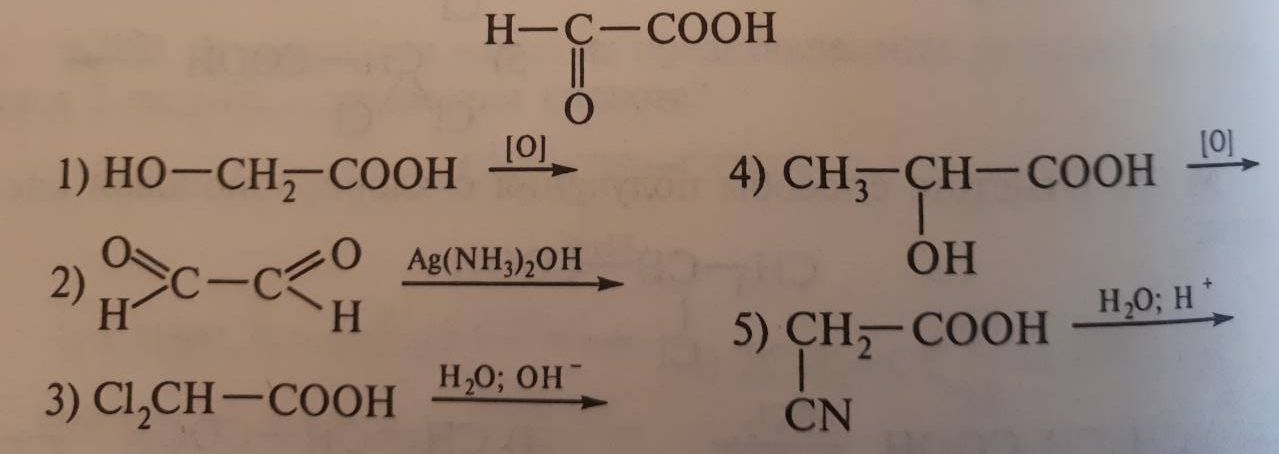 H—C—COOH
||
O
1) HO—CH₂—COOH [O]→
2) O=C—C=O Ag(NH₃)₂OH→
H H
3) Cl₂CH—COOH H₂O; OH⁻→
4) CH₃—CH—COOH [O]→
|
OH
5) CH₂—COOH H₂O; H⁺→
|
CN